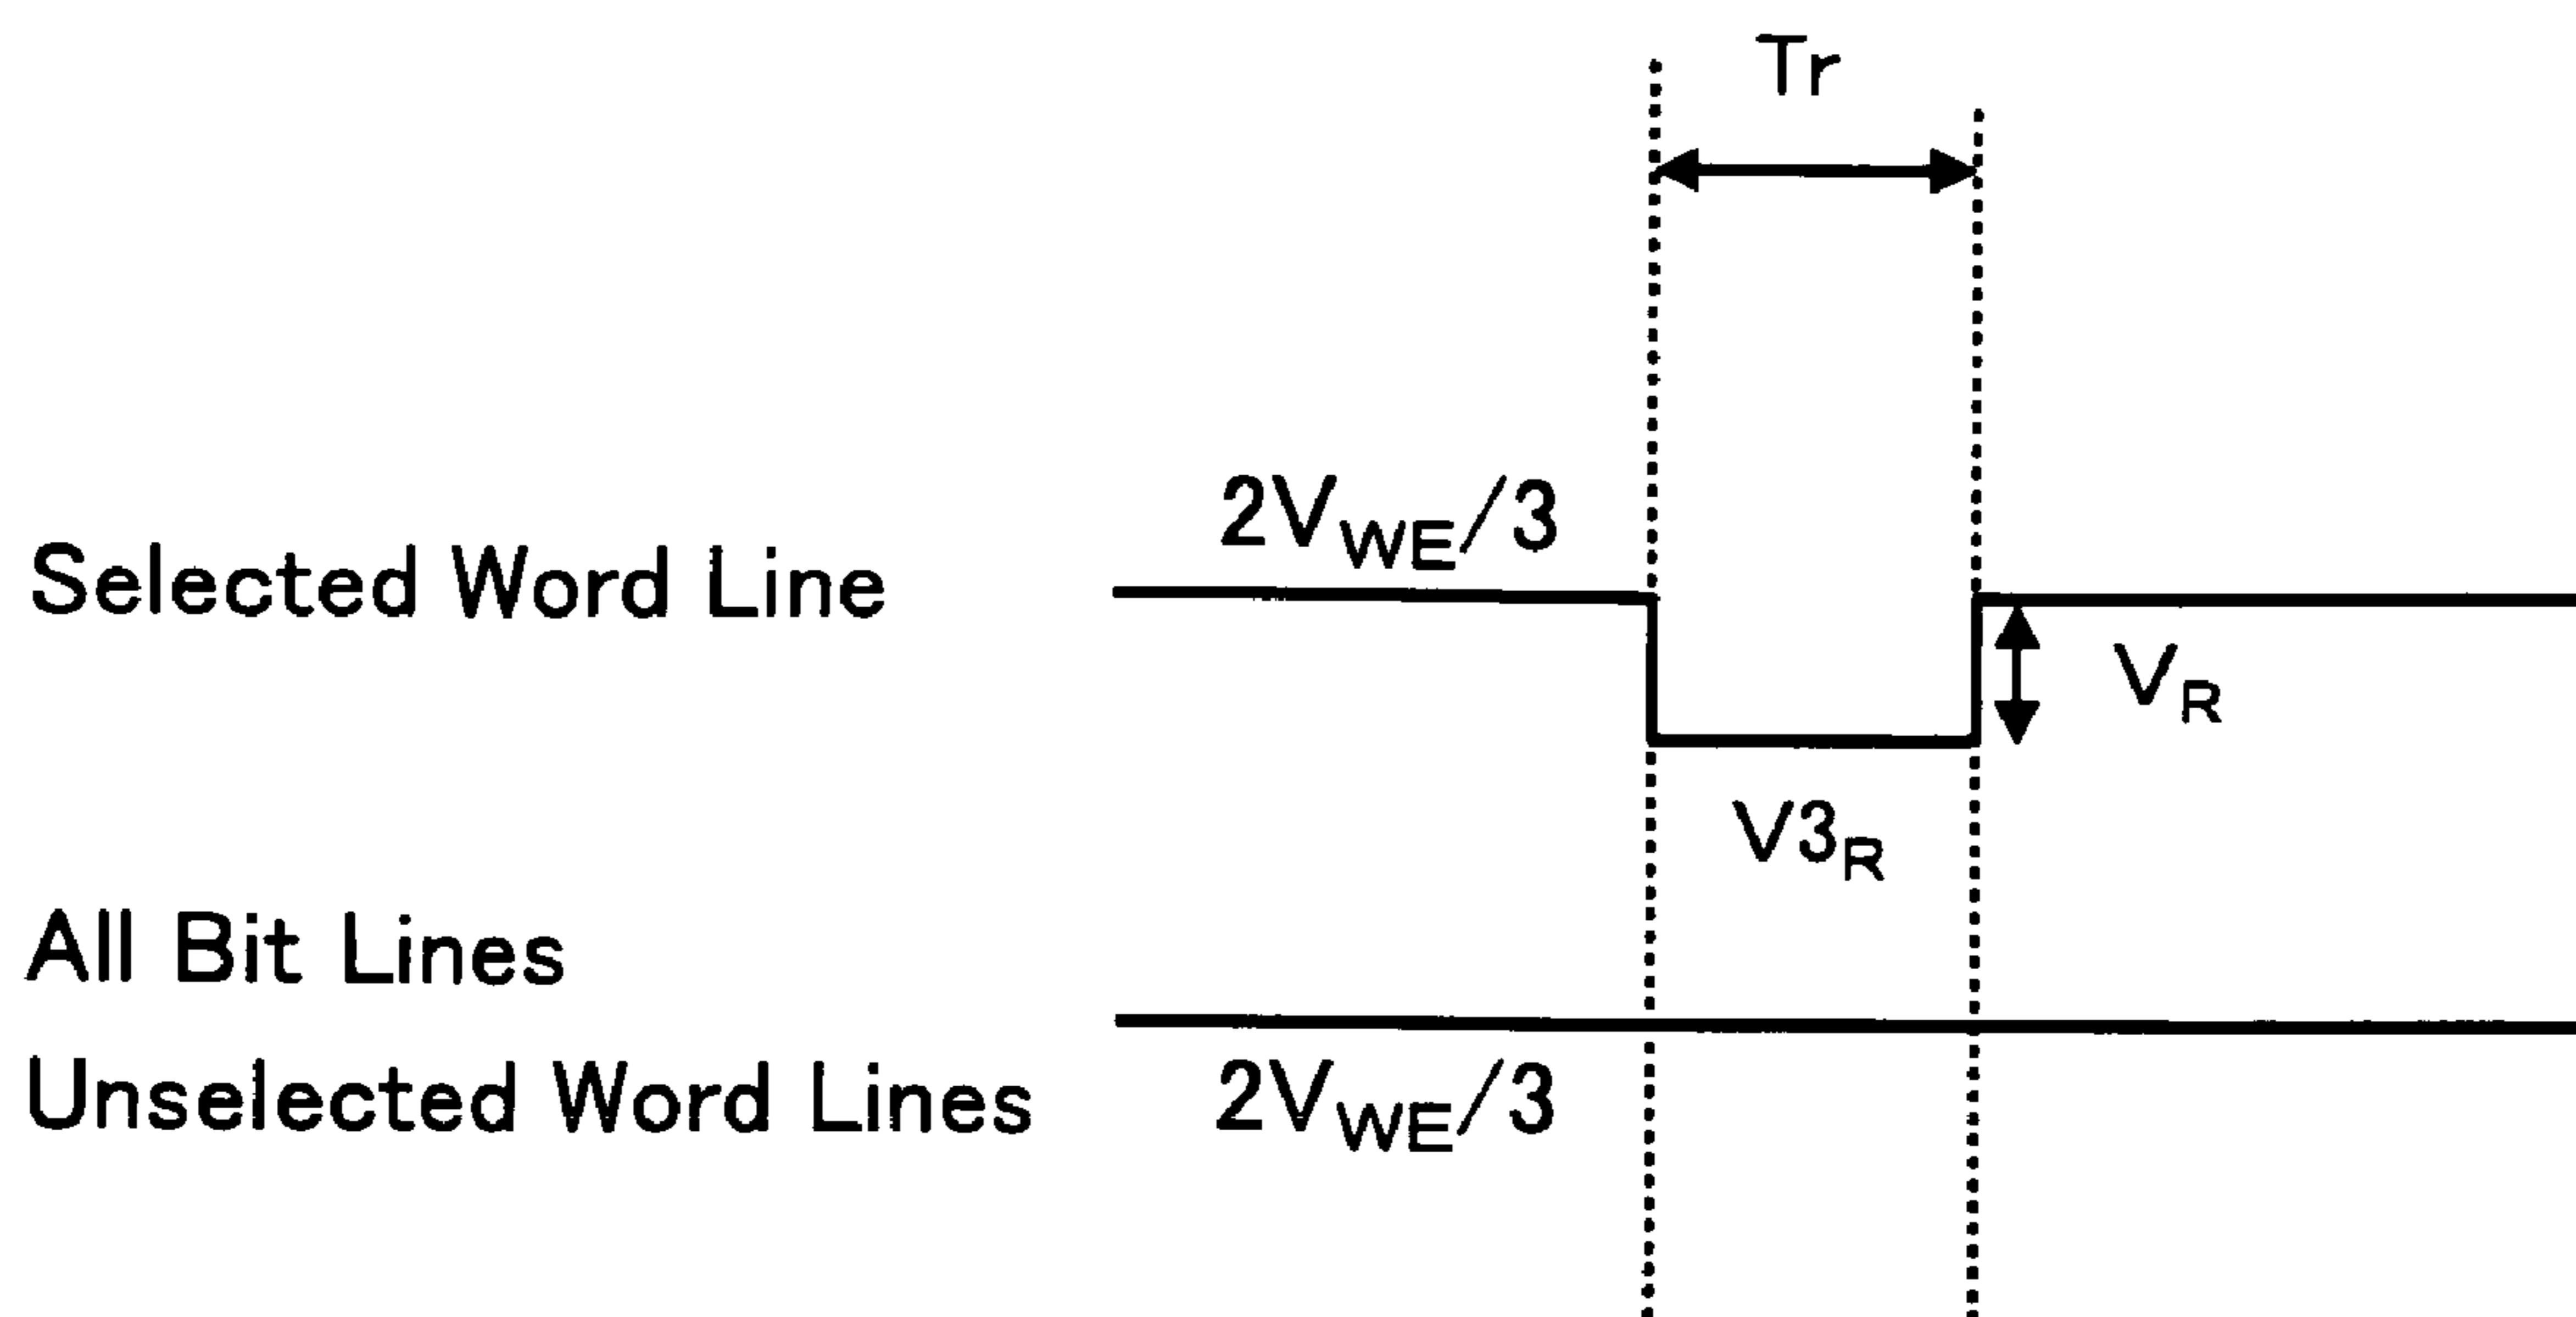 Tr
2V_WE/3
Selected Word Line
V_R
V3_R
All Bit Lines
Unselected Word Lines
2V_WE/3